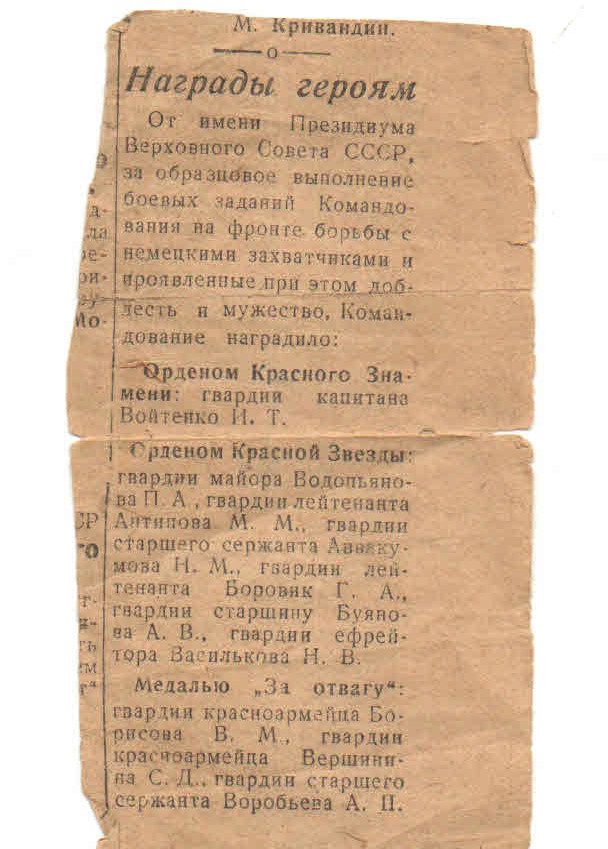 М. Кривандин.
Награды героям
От имени Президиума
Верховного Совета СССР,
за образцовое выполнение
боевых заданий Командо-
вания на фронте борьбы с
немецкими захватчиками и
проявленные при этом доб-
лесть и мужество, Коман-
дование наградило:
Орденом Красного Зна-
мени: гвардии капитана
Войтенко И. Т.
Орденом Красной Звезды:
гвардии майора Водопьяно-
ва П. А., гвардии лейтенанта
Антипова М. М., гвардии
старшего сержанта Авваку-
мова Н. М., гвардии лей-
тенанта Боровик Г. А.,
гвардии старшину Буяно-
ва А. В., гвардии ефрей-
тора Василькова Н. В.
Медалью „За отвагу“:
гвардии красноармейца Бо-
рисова В. М., гвардии
красноармейца Вершини-
на С. Д., гвардии старшего
сержанта Воробьева А. П.